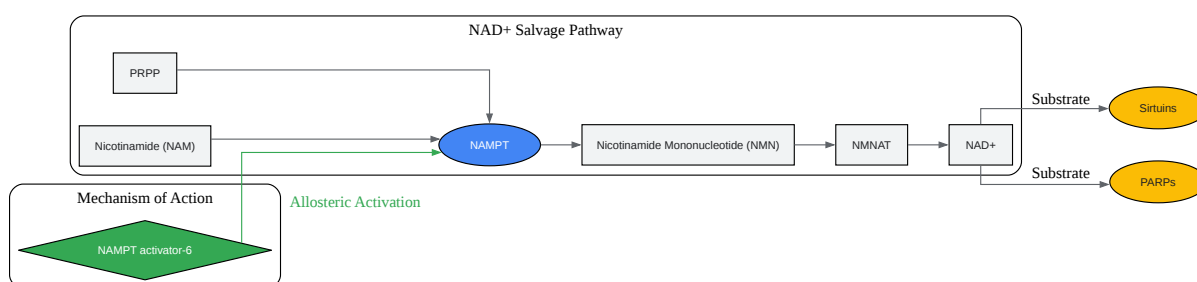 NAD+ Salvage Pathway
PRPP
Nicotinamide (NAM)
NAMPT
Nicotinamide Mononucleotide (NMN)
NMNAT
NAD+
Substrate
Sirtuins
Substrate
PARPs
Mechanism of Action
Allosteric Activation
NAMPT activator-6